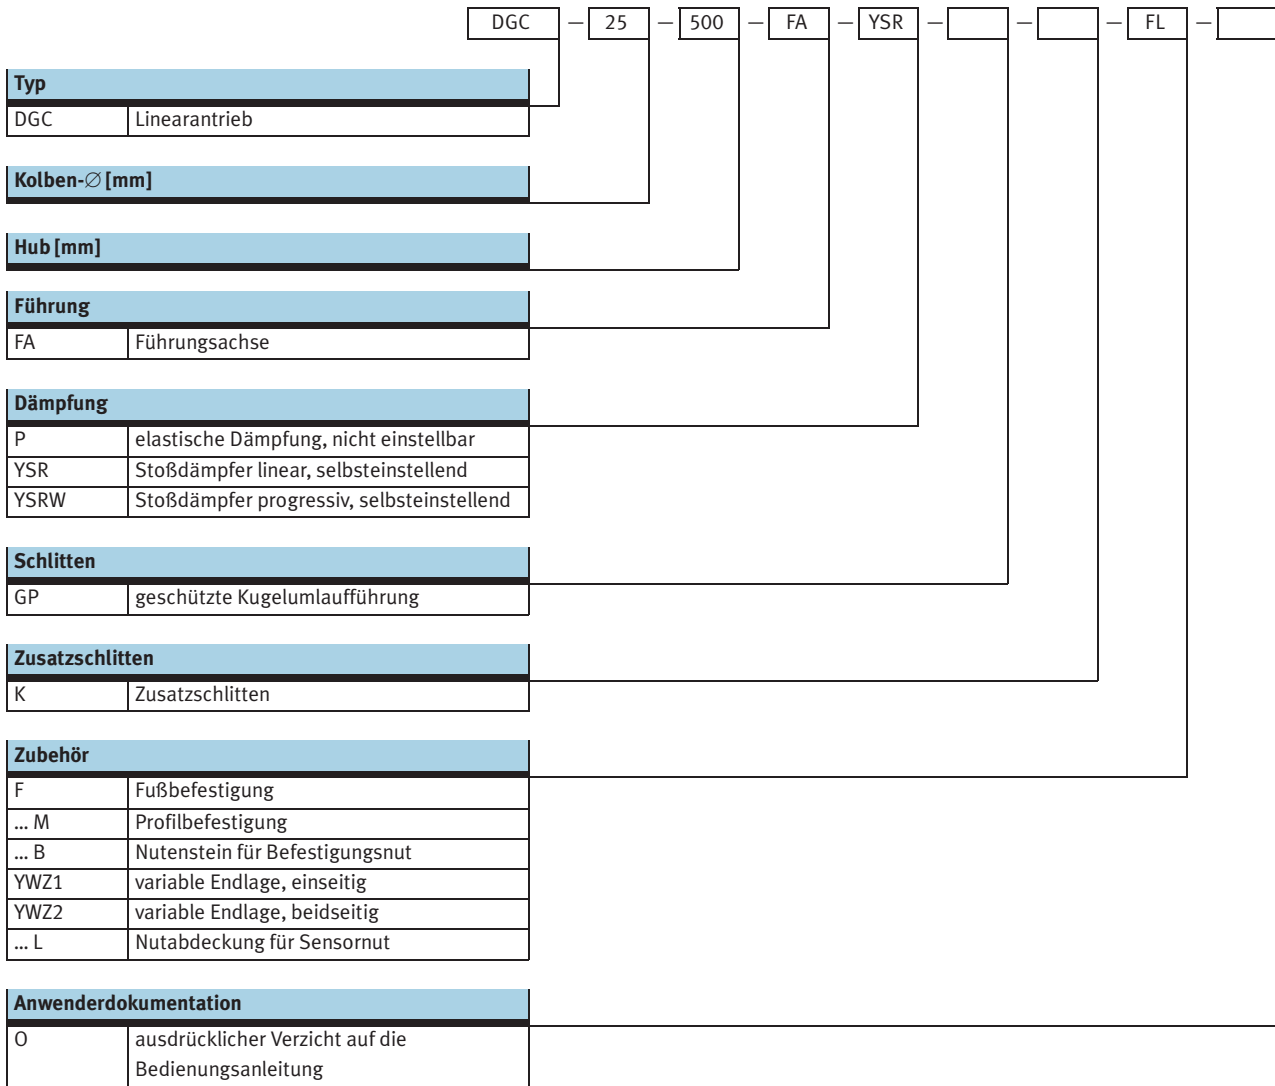 DGC — 25 — 500 — FA — YSR — — — FL —
Typ
DGC Linearantrieb
Kolben-∅ [mm]
Hub [mm]
Führung
FA Führungsachse
Dämpfung
P elastische Dämpfung, nicht einstellbar
YSR Stoßdämpfer linear, selbsteinstellend
YSRW Stoßdämpfer progressiv, selbsteinstellend
Schlitten
GP geschützte Kugelumlaufführung
Zusatzschlitten
K Zusatzschlitten
Zubehör
F Fußbefestigung
... M Profilbefestigung
... B Nutenstein für Befestigungsnut
YWZ1 variable Endlage, einseitig
YWZ2 variable Endlage, beidseitig
... L Nutabdeckung für Sensornut
Anwenderdokumentation
O ausdrücklicher Verzicht auf die
Bedienungsanleitung